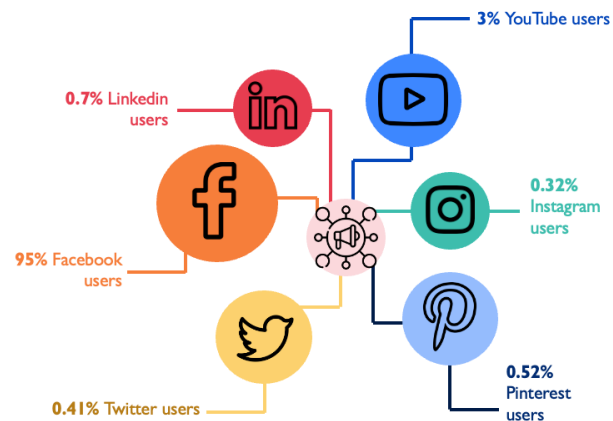 3% YouTube users
0.7% Linkedin
users
in
0.32%
Instagram
users
95% Facebook
users
0.52%
Pinterest
users
0.41% Twitter users